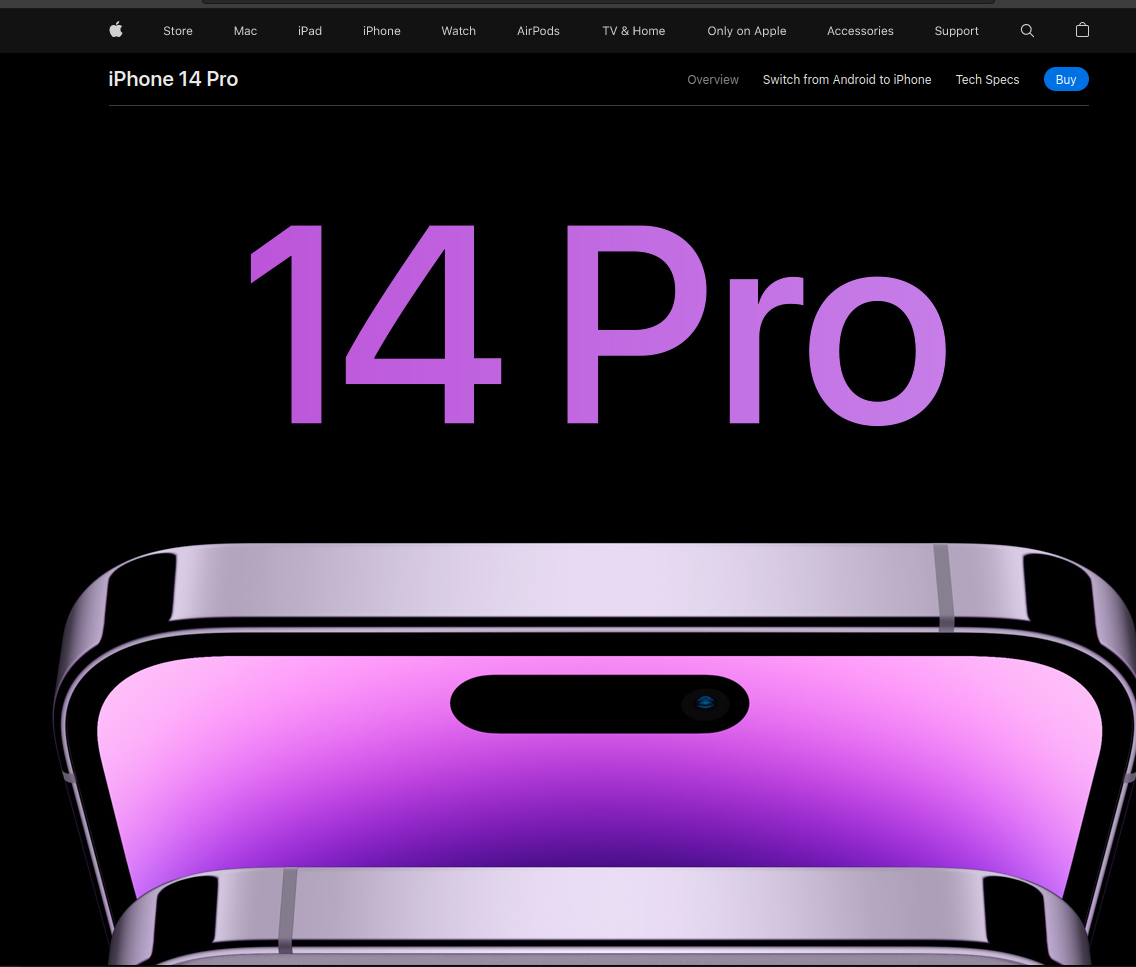 Store Mac iPad iPhone Watch AirPods TV & Home Only on Apple Accessories Support
iPhone 14 Pro Overview Switch from Android to iPhone Tech Specs Buy
14 Pro